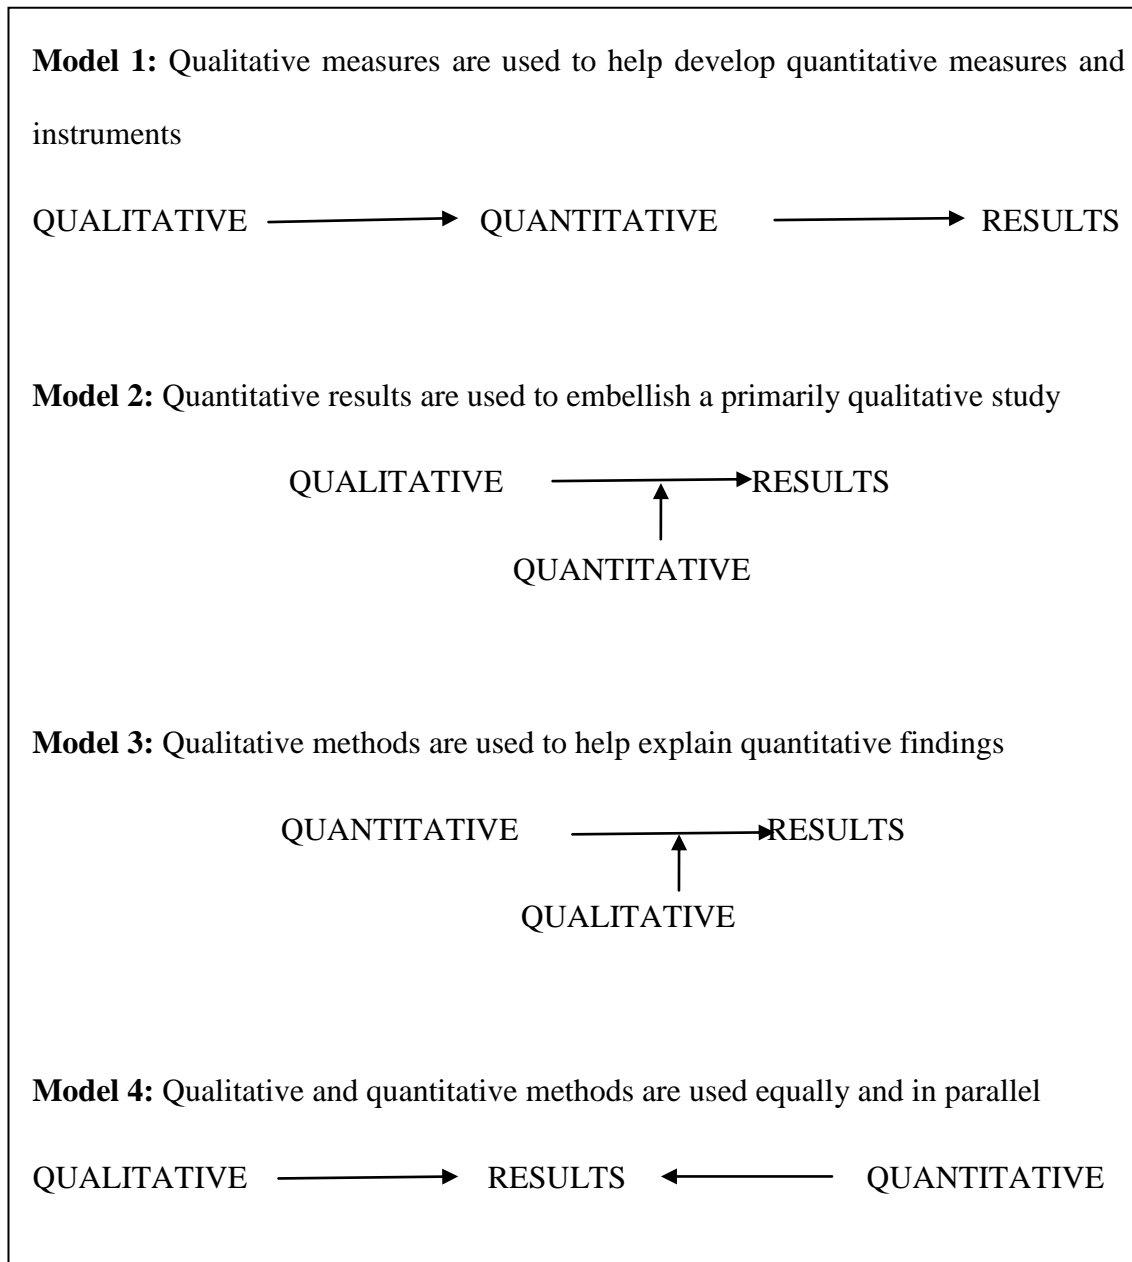 Model 1: Qualitative measures are used to help develop quantitative measures and
instruments
QUALITATIVE QUANTITATIVE RESULTS
Model 2: Quantitative results are used to embellish a primarily qualitative study
QUALITATIVE RESULTS
QUANTITATIVE
Model 3: Qualitative methods are used to help explain quantitative findings
QUANTITATIVE RESULTS
QUALITATIVE
Model 4: Qualitative and quantitative methods are used equally and in parallel
QUALITATIVE RESULTS QUANTITATIVE